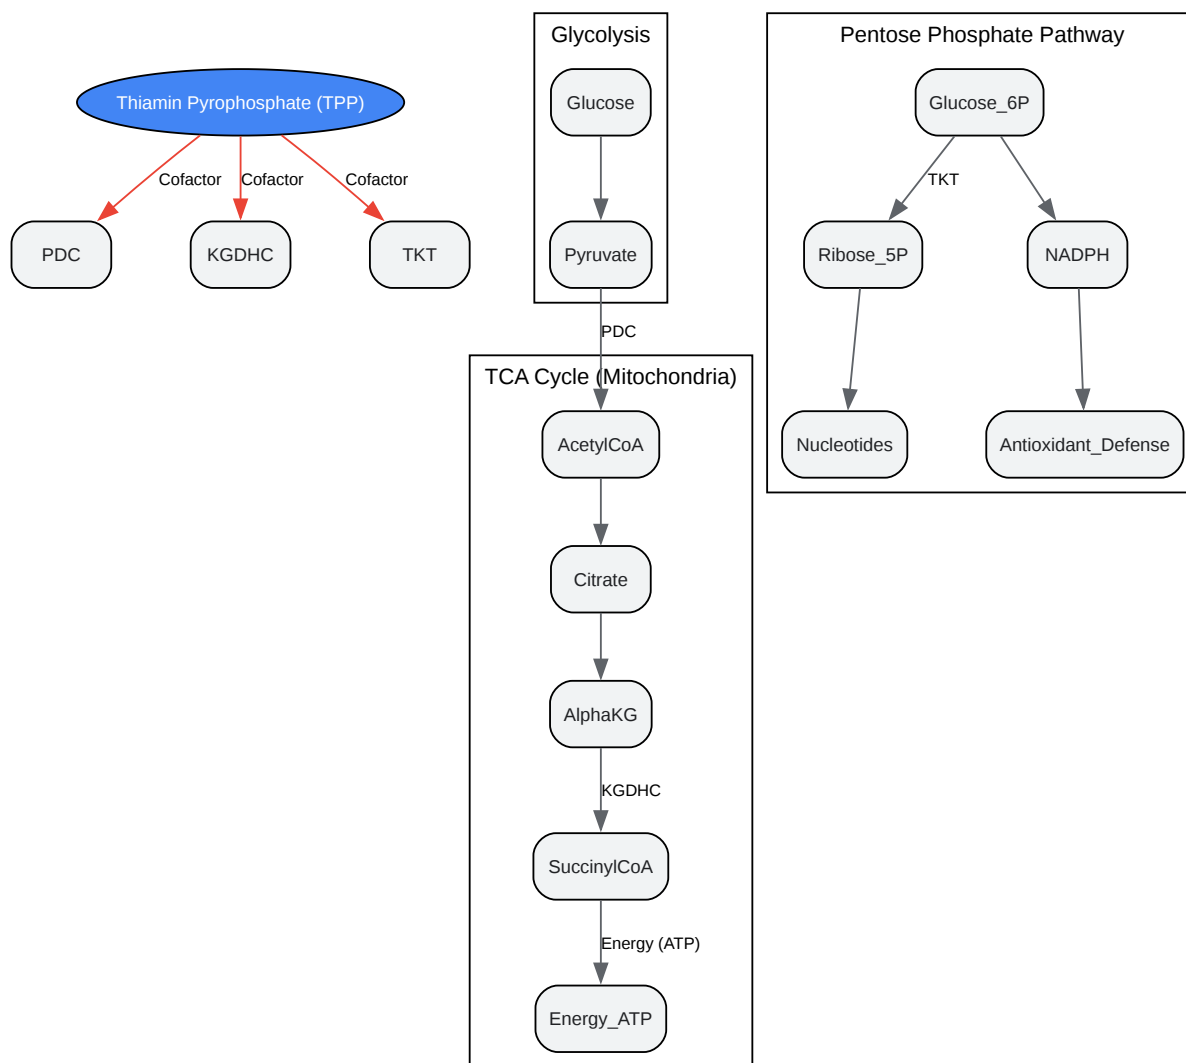 Thiamin Pyrophosphate (TPP)
Cofactor
Cofactor
Cofactor
PDC
KGDHC
TKT
Glycolysis
Glucose
Pyruvate
PDC
TCA Cycle (Mitochondria)
AcetylCoA
Citrate
AlphaKG
KGDHC
SuccinylCoA
Energy (ATP)
Energy_ATP
Pentose Phosphate Pathway
Glucose_6P
TKT
Ribose_5P
NADPH
Nucleotides
Antioxidant_Defense